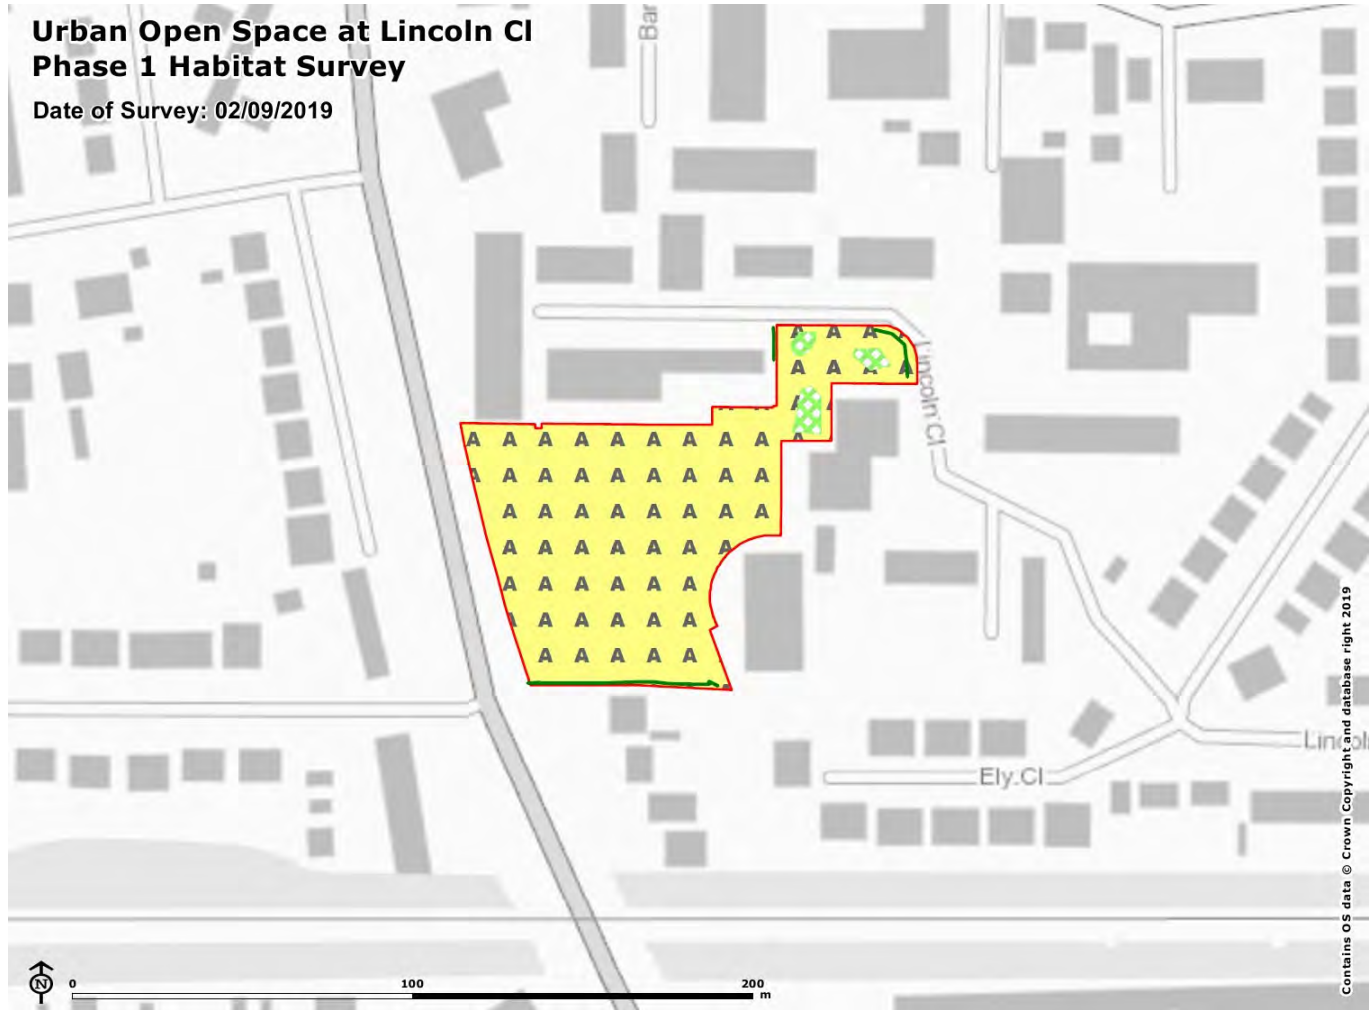 Urban Open Space at Lincoln Cl
Phase 1 Habitat Survey
Date of Survey: 02/09/2019
Bar
Lincoln Cl
A A A
A A A A
A A
A
A A A A A A A A A
A A A A A A A A A
A A A A A A A A
A A A A A A A
A A A A A A
A A A A A A
A A A A A
Ely Cl
N
0 100 200
m
Contains OS data © Crown Copyright and database right 2019